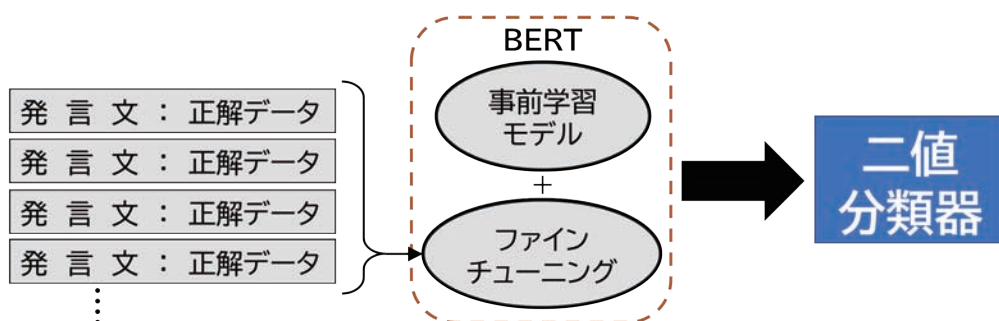 BERT
発 言 文 : 正解データ
発 言 文 : 正解データ
発 言 文 : 正解データ
発 言 文 : 正解データ
事前学習
モデル
+
ファイン
チューニング
二値
分類器